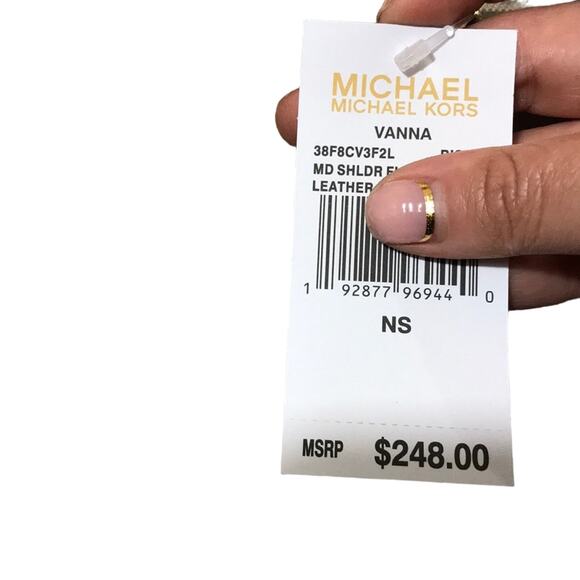 MICHAEL
MICHAEL KORS
VANNA
38F8CV3F2L
MD SHLDR
LEATHER
1 92877 96944 0
NS
MSRP $248.00